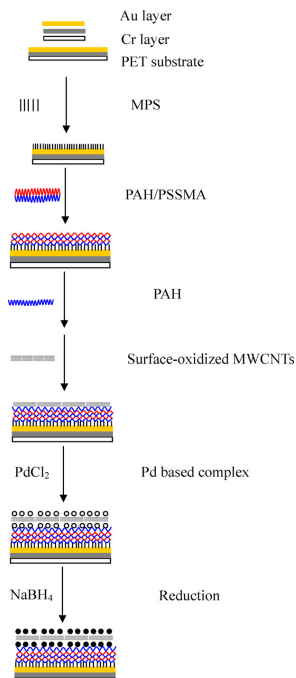 Au layer
Cr layer
PET substrate
MPS
PAH/PSSMA
PAH
Surface-oxidized MWCNTs
PdCl₂ Pd based complex
NaBH₄ Reduction